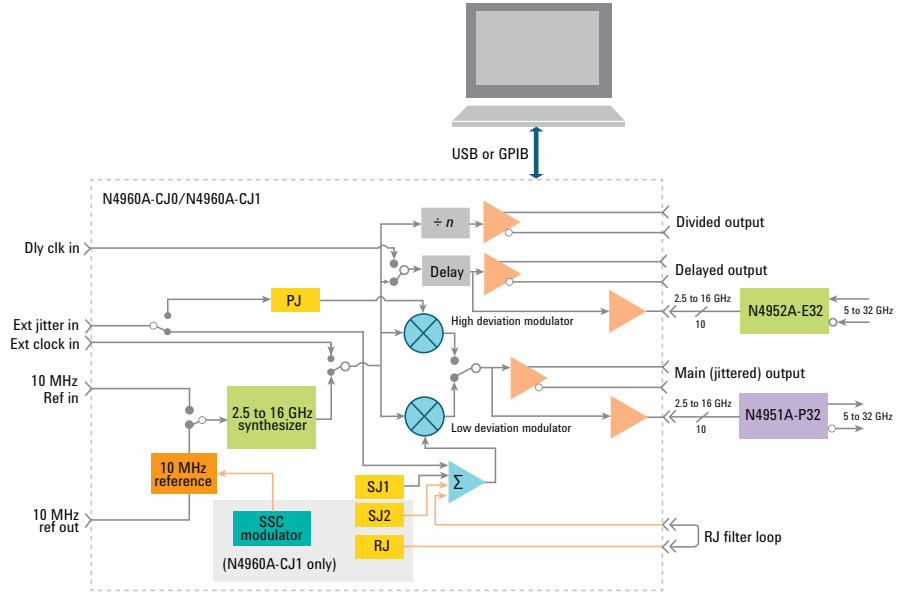 USB or GPIB
N4960A-CJ0/N4960A-CJ1
÷ n
Divided output
Dly clk in
Delay
Delayed output
PJ
2.5 to 16 GHz
10
N4952A-E32
5 to 32 GHz
Ext jitter in
High deviation modulator
Ext clock in
10 MHz
Ref in
Main (jittered) output
2.5 to 16 GHz
synthesizer
2.5 to 16 GHz
10
N4951A-P32
5 to 32 GHz
Low deviation modulator
10 MHz
reference
Σ
SJ1
10 MHz
ref out
SSC
modulator
SJ2
RJ
RJ filter loop
(N4960A-CJ1 only)